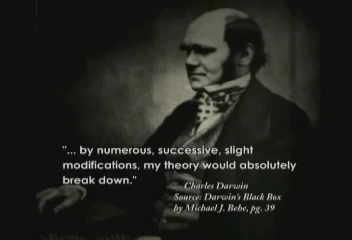 "... by numerous, successive, slight
modifications, my theory would absolutely
break down."
Charles Darwin
Source: Darwin's Black Box
by Michael J. Behe, pg. 39